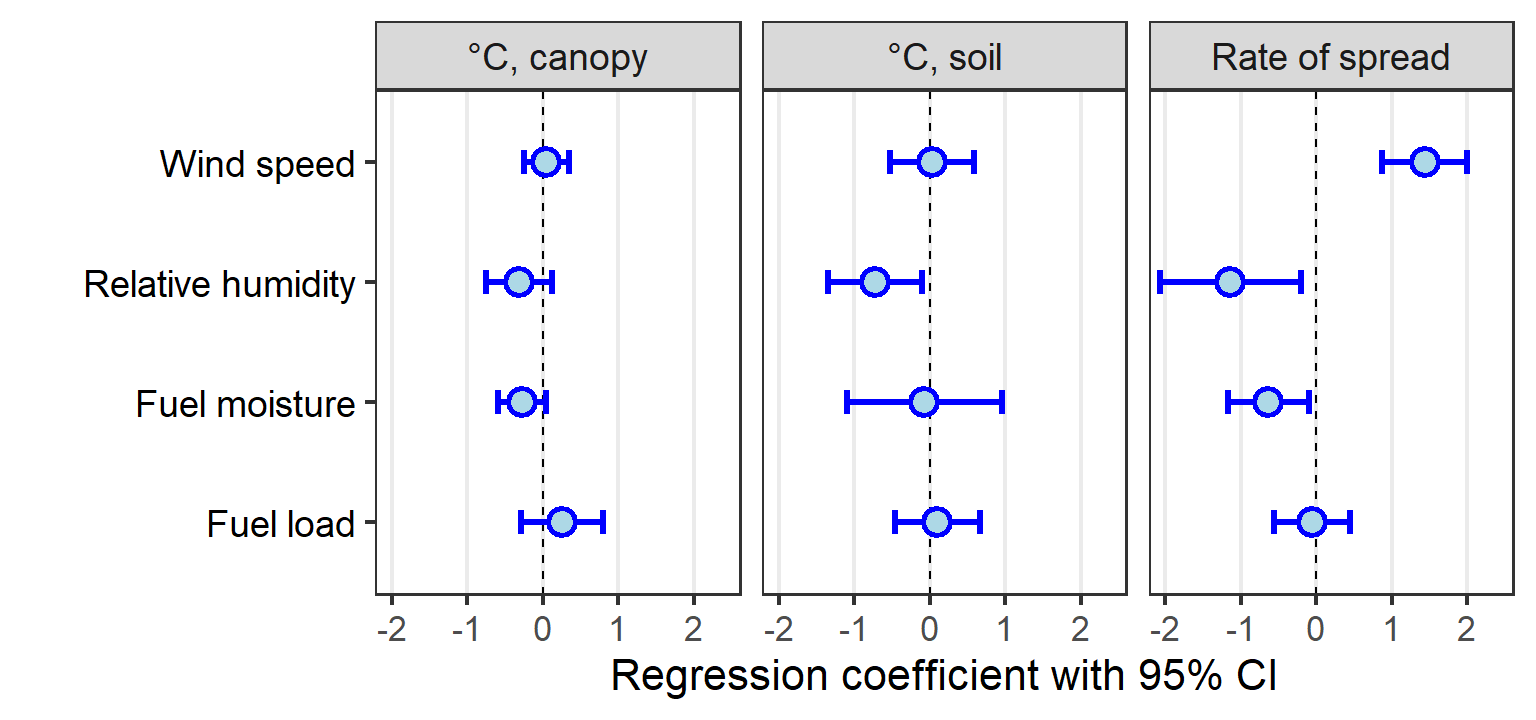 °C, canopy °C, soil Rate of spread
Wind speed
Relative humidity
Fuel moisture
Fuel load
-2 -1 0 1 2 -2 -1 0 1 2 -2 -1 0 1 2
Regression coefficient with 95% CI